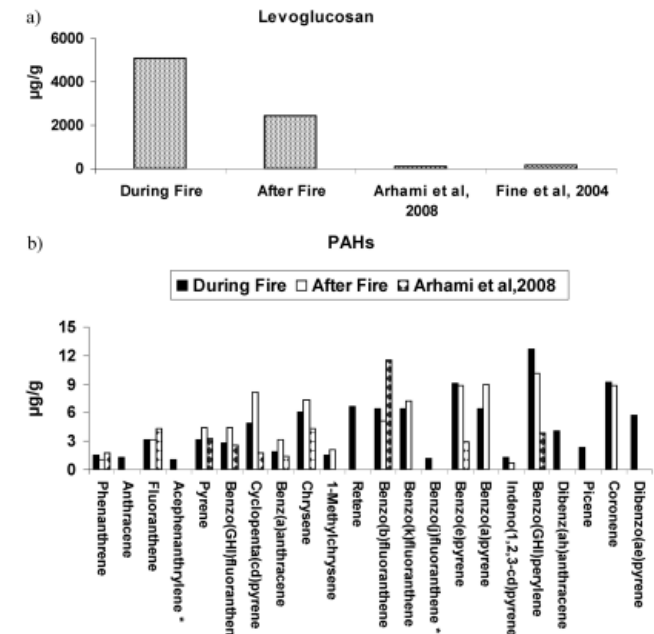 a)
Levoglucosan
6000
4000
2000
0
µg/g
During Fire
After Fire
Arhami et al,
2008
Fine et al, 2004
b)
PAHs
During Fire
After Fire
Arhami et al,2008
15
12
9
6
3
0
µg/g
Phenanthrene
Anthracene
Fluoranthene
Acephenanthrylene *
Pyrene
Benzo(GHI)fluoranthen
Cyclopenta(cd)pyrene
Benz(a)anthracene
Chrysene
1-Methylchrysene
Retene
Benzo(b)fluoranthene
Benzo(k)fluoranthene
Benzo(j)fluoranthene *
Benzo(e)pyrene
Benzo(a)pyrene
Indeno(1,2,3-cd)pyrene
Benzo(GHI)perylene
Dibenz(ah)anthracene
Picene
Coronene
Dibenzo(ae)pyrene